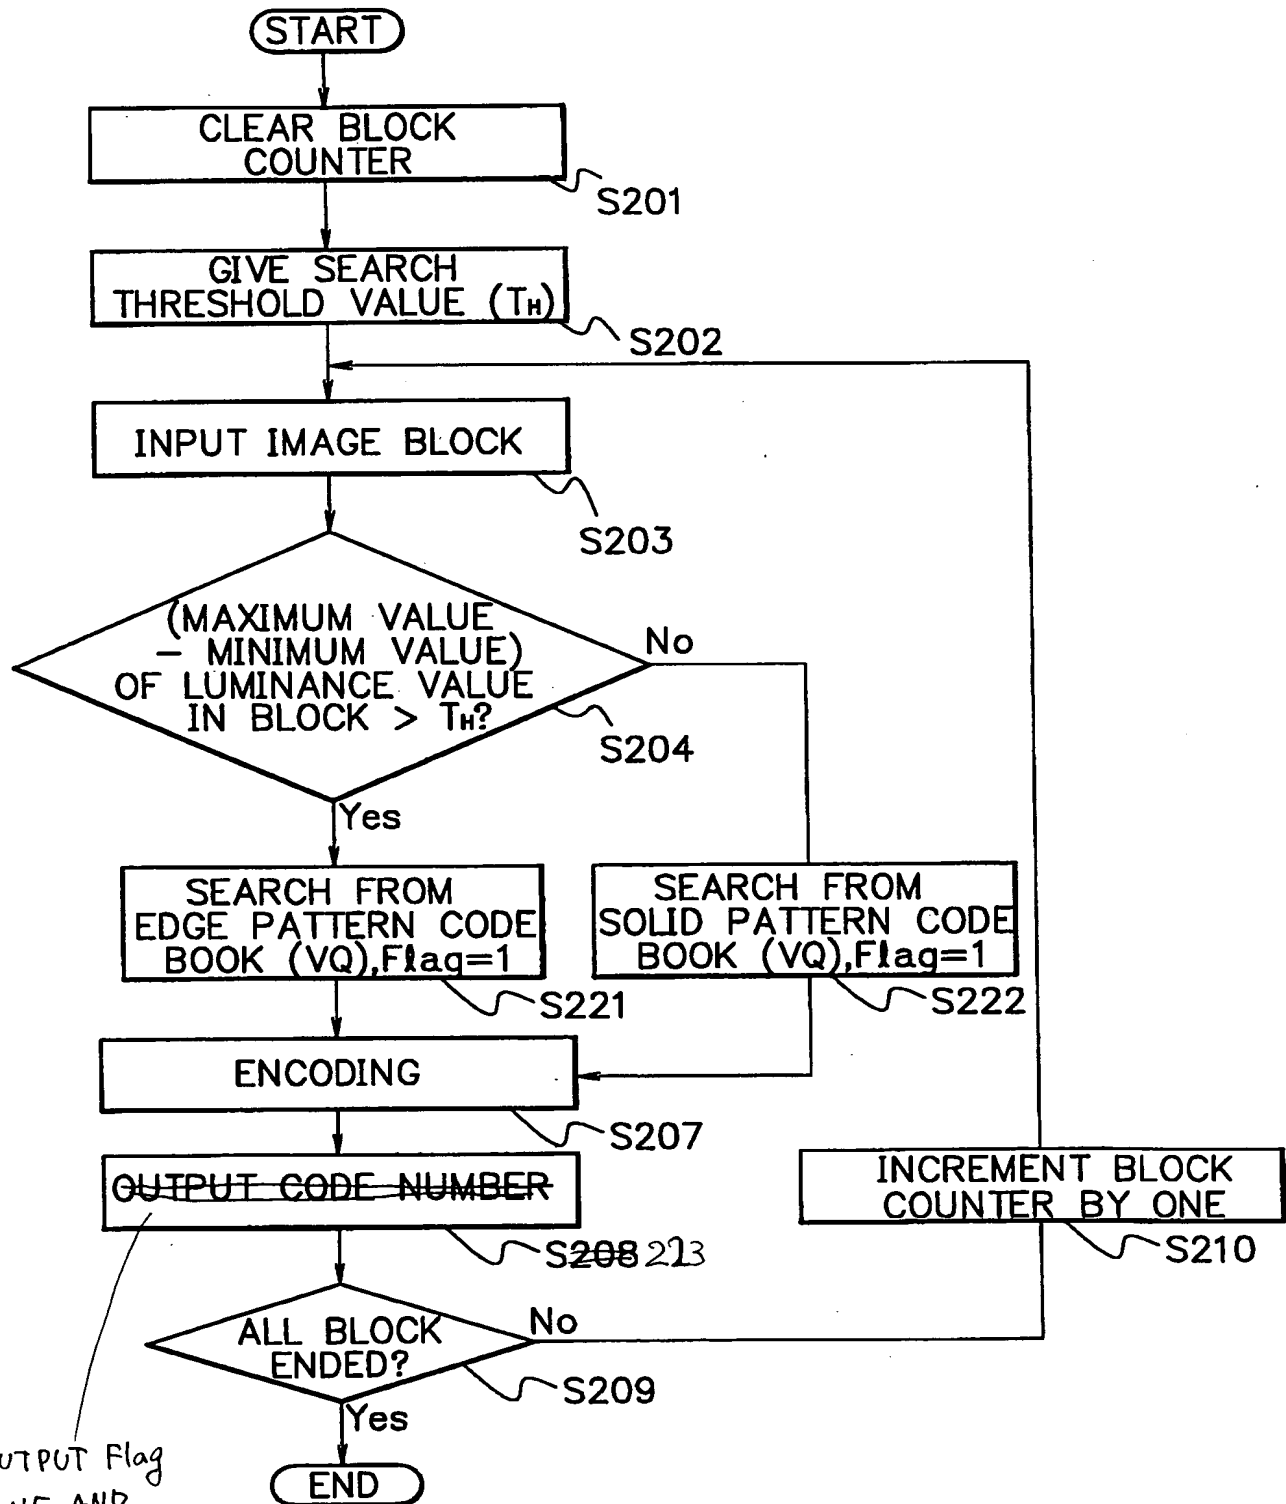 START
CLEAR BLOCK
COUNTER
S201
GIVE SEARCH
THRESHOLD VALUE (TH)
S202
INPUT IMAGE BLOCK
S203
(MAXIMUM VALUE
- MINIMUM VALUE)
OF LUMINANCE VALUE
IN BLOCK > TH?
No
S204
Yes
SEARCH FROM
EDGE PATTERN CODE
BOOK (VQ),Flag=1
S221
SEARCH FROM
SOLID PATTERN CODE
BOOK (VQ),Flag=1
S222
ENCODING
S207
OUTPUT CODE NUMBER
S208 223
INCREMENT BLOCK
COUNTER BY ONE
S210
ALL BLOCK
ENDED?
No
S209
Yes
END
Flag
AND